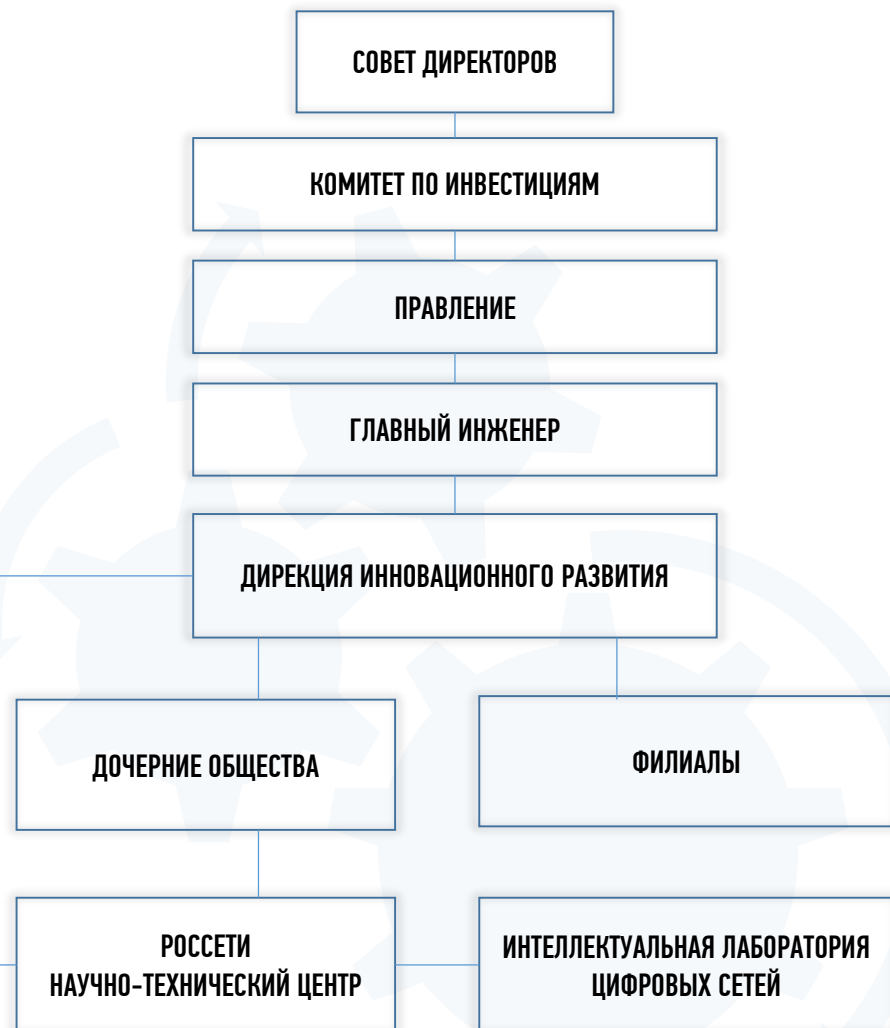 СОВЕТ ДИРЕКТОРОВ
КОМИТЕТ ПО ИНВЕСТИЦИЯМ
ПРАВЛЕНИЕ
ГЛАВНЫЙ ИНЖЕНЕР
ДИРЕКЦИЯ ИННОВАЦИОННОГО РАЗВИТИЯ
ДОЧЕРНИЕ ОБЩЕСТВА
ФИЛИАЛЫ
РОССЕТИ
НАУЧНО-ТЕХНИЧЕСКИЙ ЦЕНТР
ИНТЕЛЛЕКТУАЛЬНАЯ ЛАБОРАТОРИЯ
ЦИФРОВЫХ СЕТЕЙ